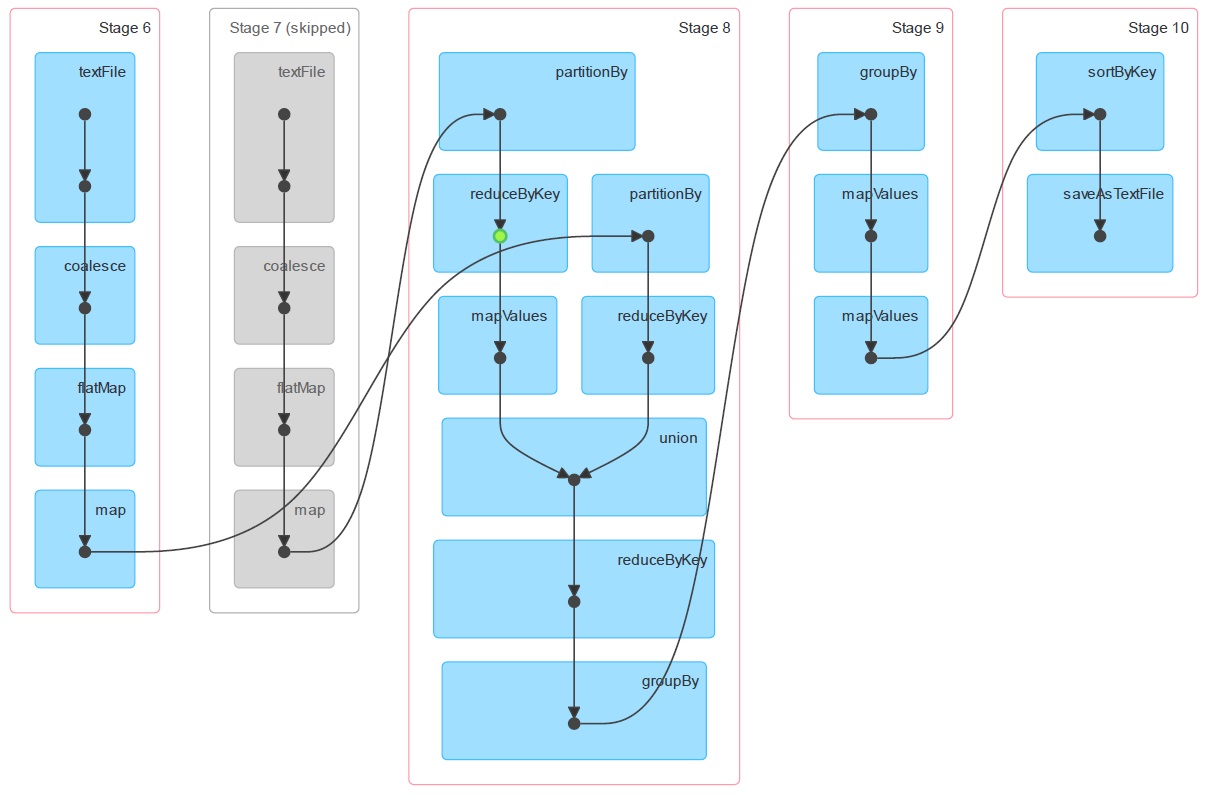 Stage 6
textFile
coalesce
flatMap
map
Stage 7 (skipped)
textFile
coalesce
flatMap
map
Stage 8
partitionBy
reduceByKey
partitionBy
mapValues
reduceByKey
union
reduceByKey
groupBy
Stage 9
groupBy
mapValues
mapValues
Stage 10
sortByKey
saveAsTextFile